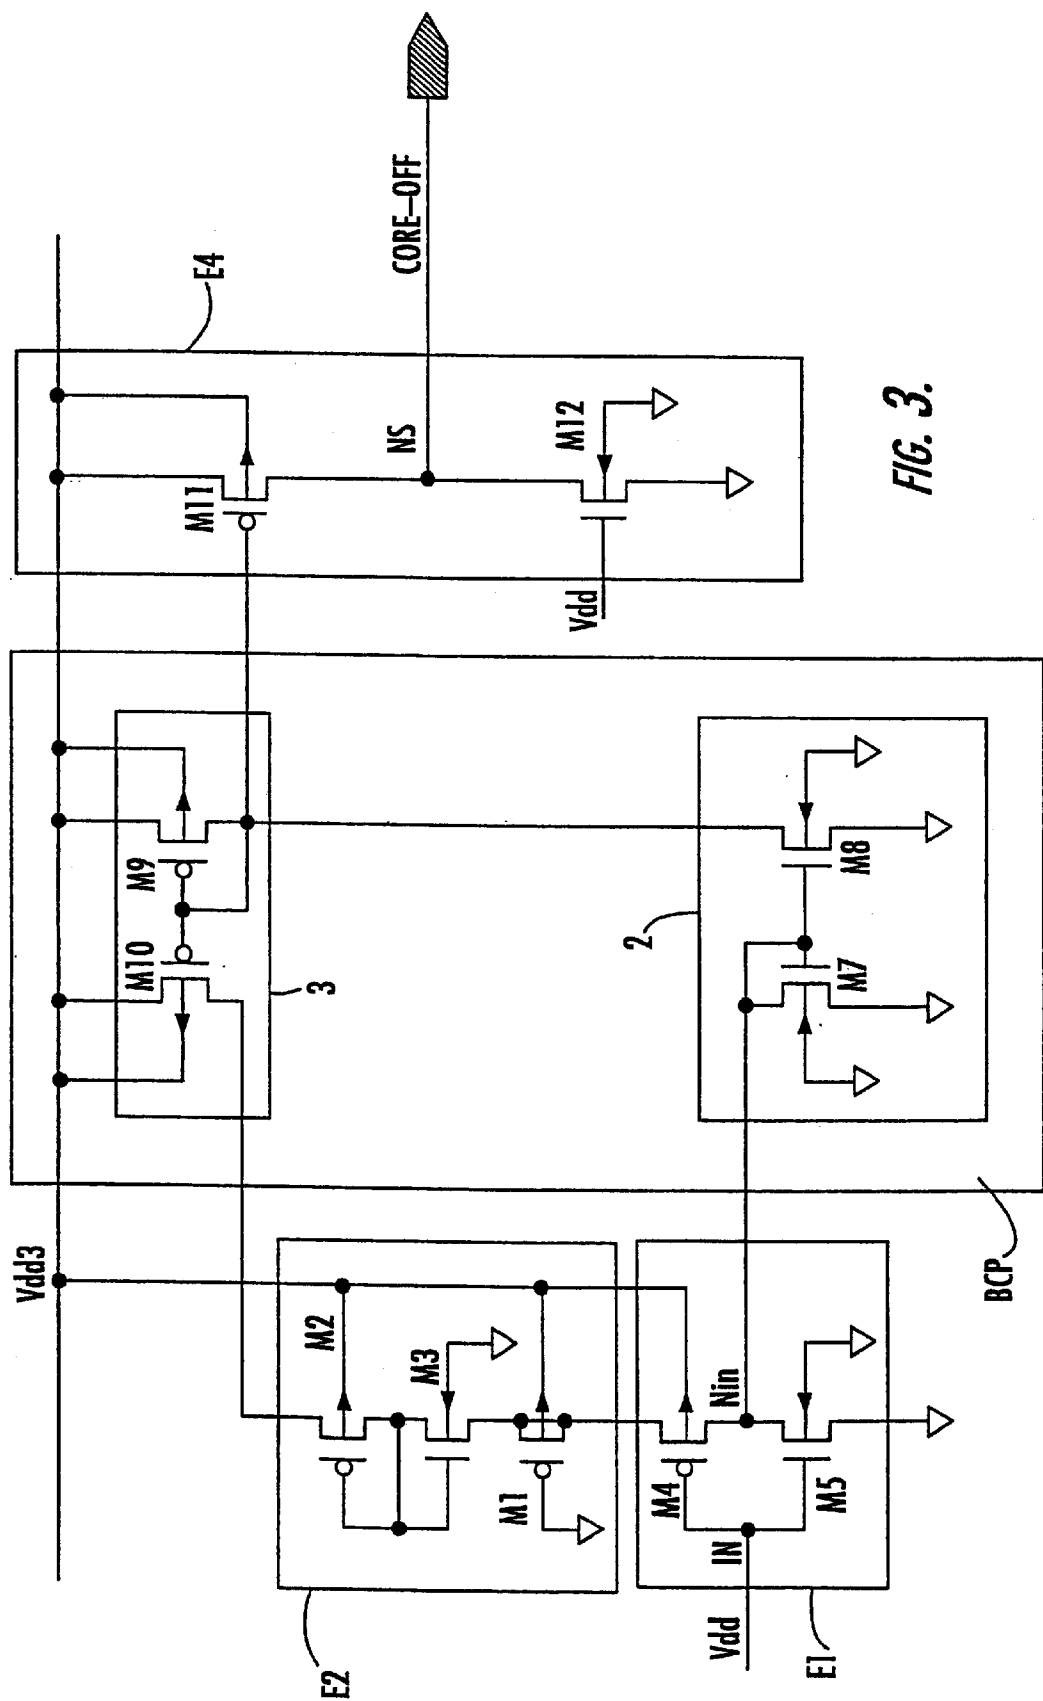 Vdd3
E4
M11
NS
CORE-OFF
M12
Vdd
M9
M10
3
2
M8
M7
BCP
M2
M3
M1
E2
Nin
M4
M5
IN
Vdd
E1
FIG. 3.